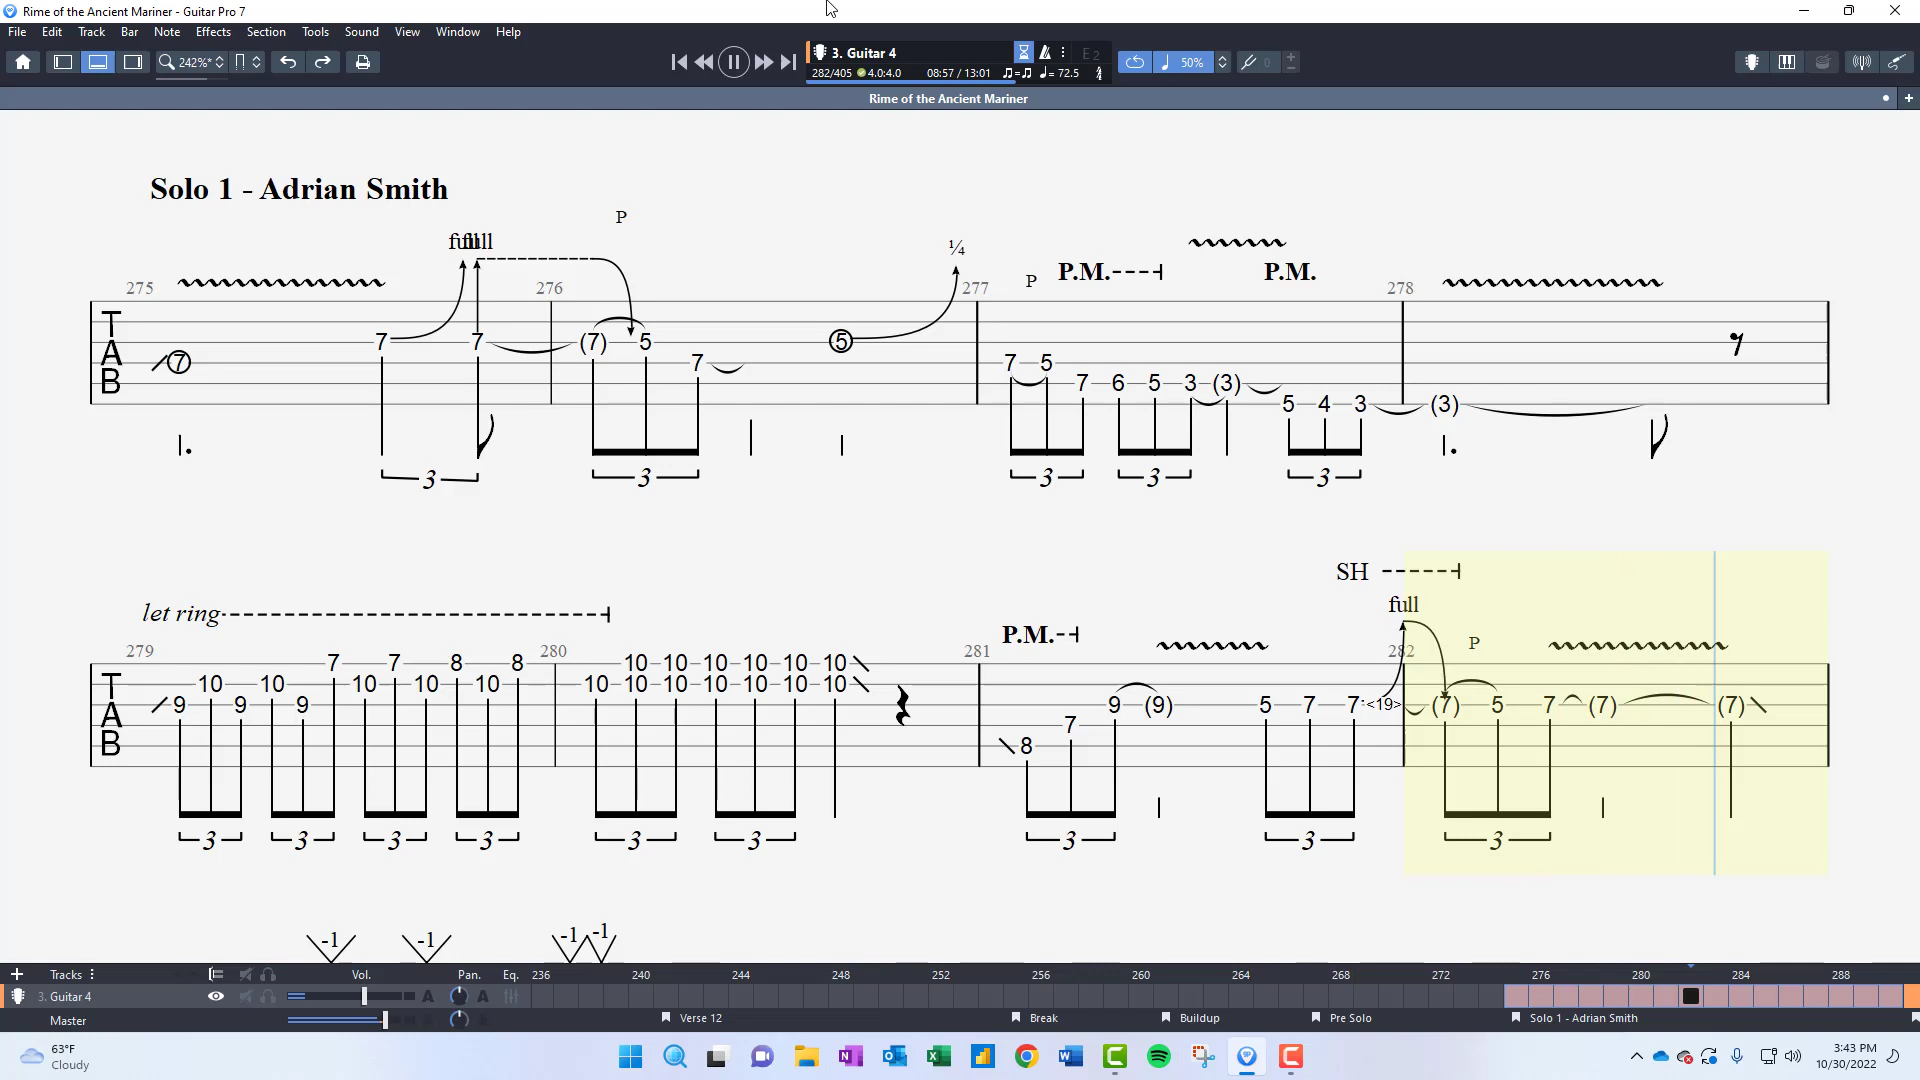 Rime of the Ancient Mariner - Guitar Pro 7
File Edit Track Bar Note Effects Section Tools Sound View Window Help
242%* 3. Guitar 4 E 2 50% 0
282/405 4.0:4.0 08:57 / 13:01 = 72.5
Rime of the Ancient Mariner
Solo 1 - Adrian Smith
P
full full 1/4
P P.M. P.M.
275 276 277 278
T
A
B
7 7 (7) 5 5
7 7 7 5
7 6 5 3 (3)
5 4 3 (3)
3 3 3 3 3
SH
full
let ring P.M. P
279 280 281 282
T
A
B
7 7 8 8 10 10 10 10 10 10
10 10 10 10 10 10 10 10 10 10 10 10
9 9 9 9 (9) 5 7 7 <19> (7) 5 7 (7) (7)
7
8
3 3 3 3 3 3 3 3 3
-1 -1 -1 -1
Tracks Vol. Pan. Eq. 236 240 244 248 252 256 260 264 268 272 276 280 284 288
3. Guitar 4 A A
Master Verse 12 Break Buildup Pre Solo Solo 1 - Adrian Smith
63°F
Cloudy
3:43 PM
10/30/2022